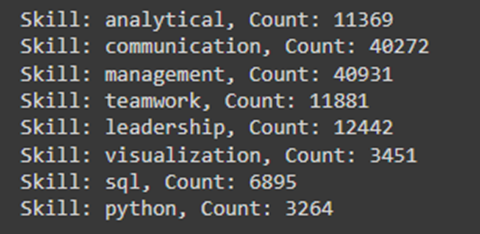 Skill: analytical, Count: 11369
Skill: communication, Count: 40272
Skill: management, Count: 40931
Skill: teamwork, Count: 11881
Skill: leadership, Count: 12442
Skill: visualization, Count: 3451
Skill: sql, Count: 6895
Skill: python, Count: 3264